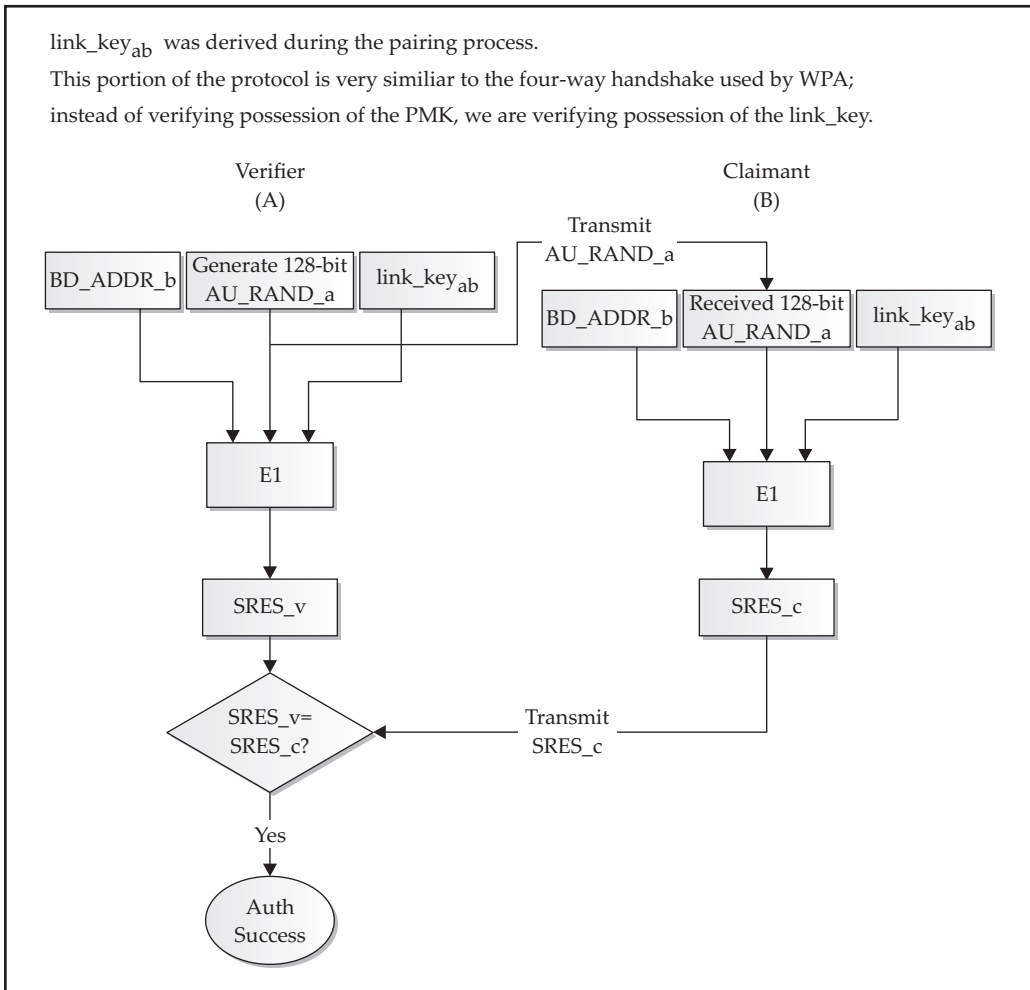 link_key_ab was derived during the pairing process.
This portion of the protocol is very similiar to the four-way handshake used by WPA;
instead of verifying possession of the PMK, we are verifying possession of the link_key.
Verifier
(A)
Claimant
(B)
Transmit
AU_RAND_a
BD_ADDR_b
Generate 128-bit
AU_RAND_a
link_key_ab
BD_ADDR_b
Received 128-bit
AU_RAND_a
link_key_ab
E1
E1
SRES_v
SRES_c
SRES_v=
SRES_c?
Transmit
SRES_c
Yes
Auth
Success